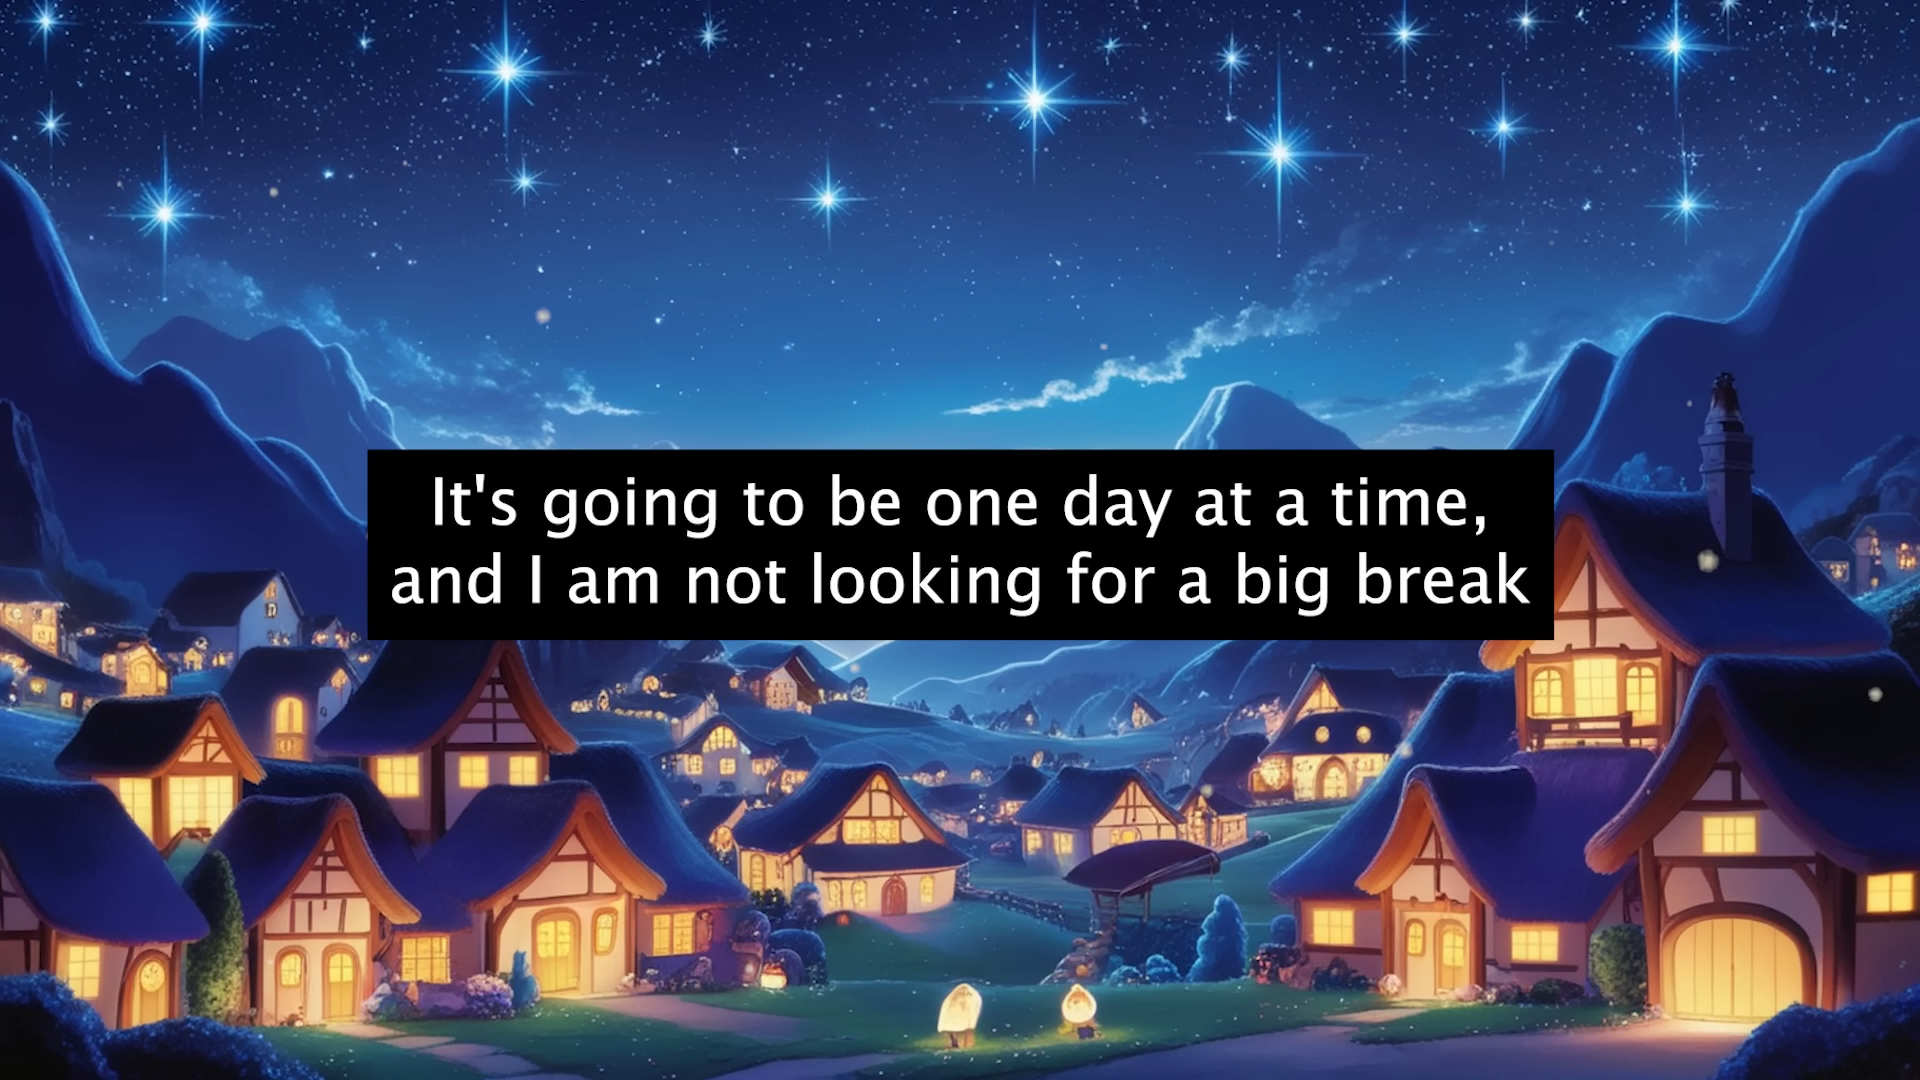 It's going to be one day at a time,
and I am not looking for a big break